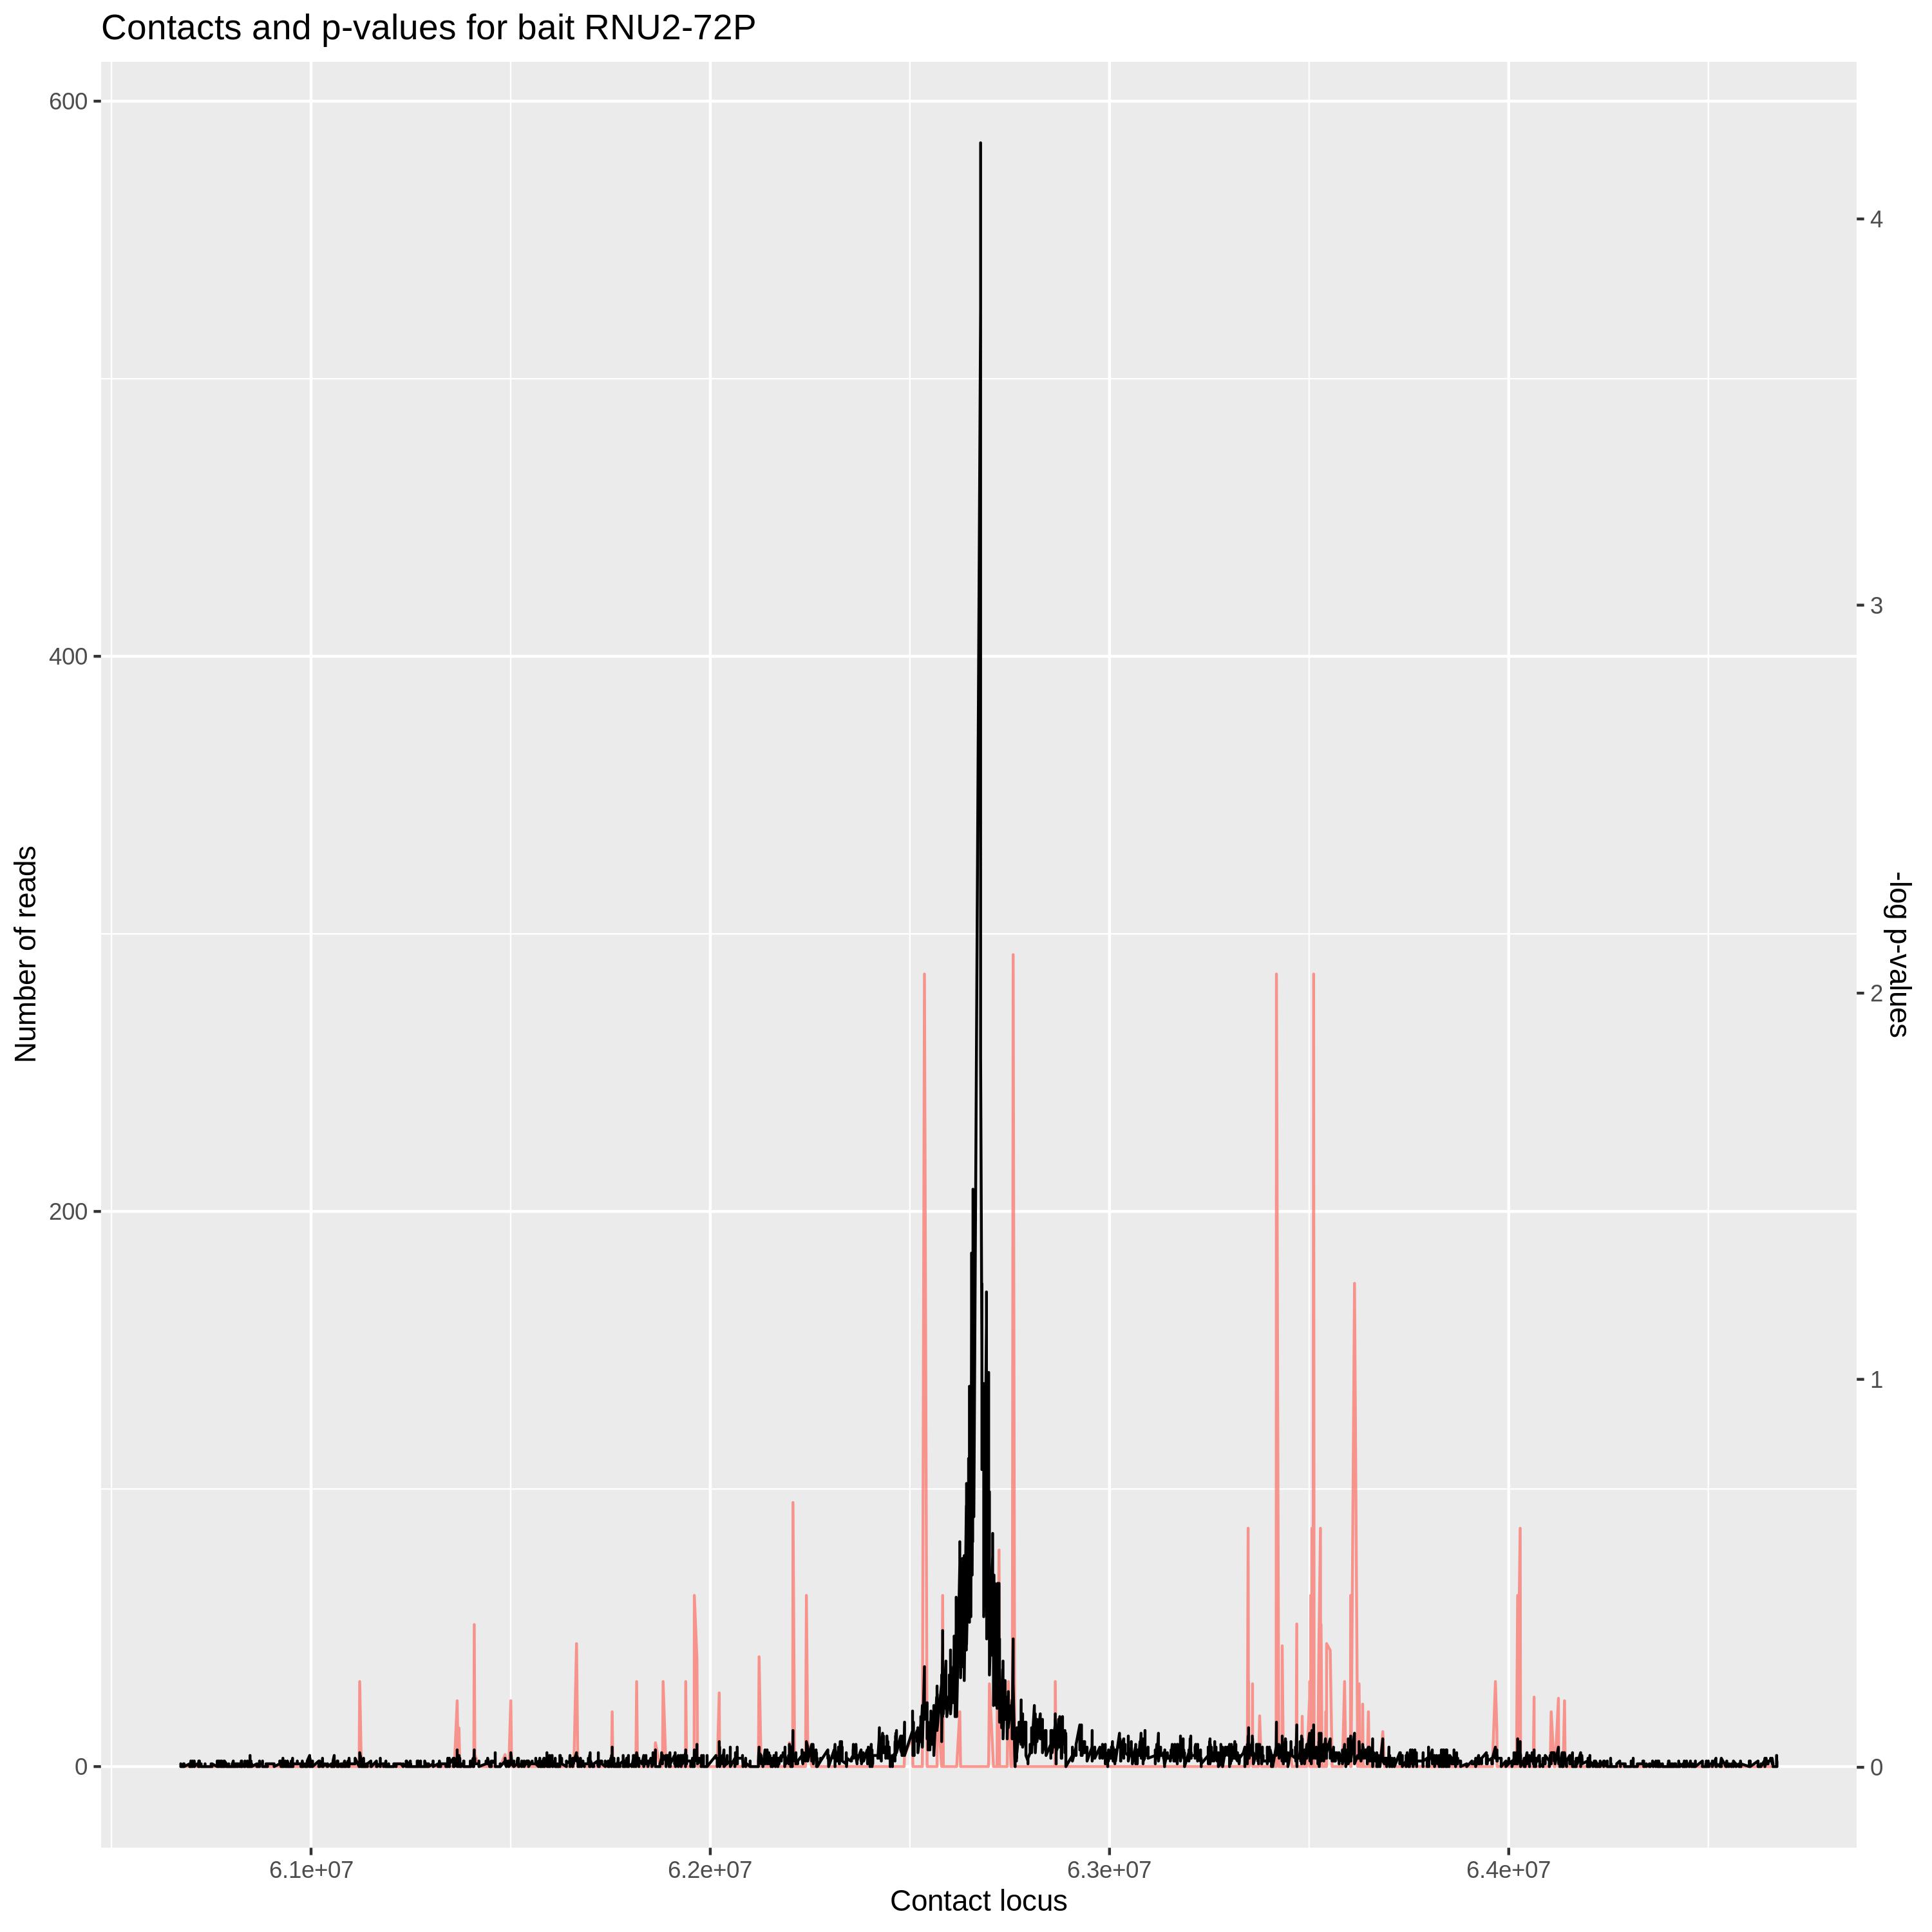 Contacts and p-values for bait RNU2-72P
600
400
200
0
Number of reads
4
3
2
1
0
-log p-values
6.1e+07
6.2e+07
6.3e+07
6.4e+07
Contact locus